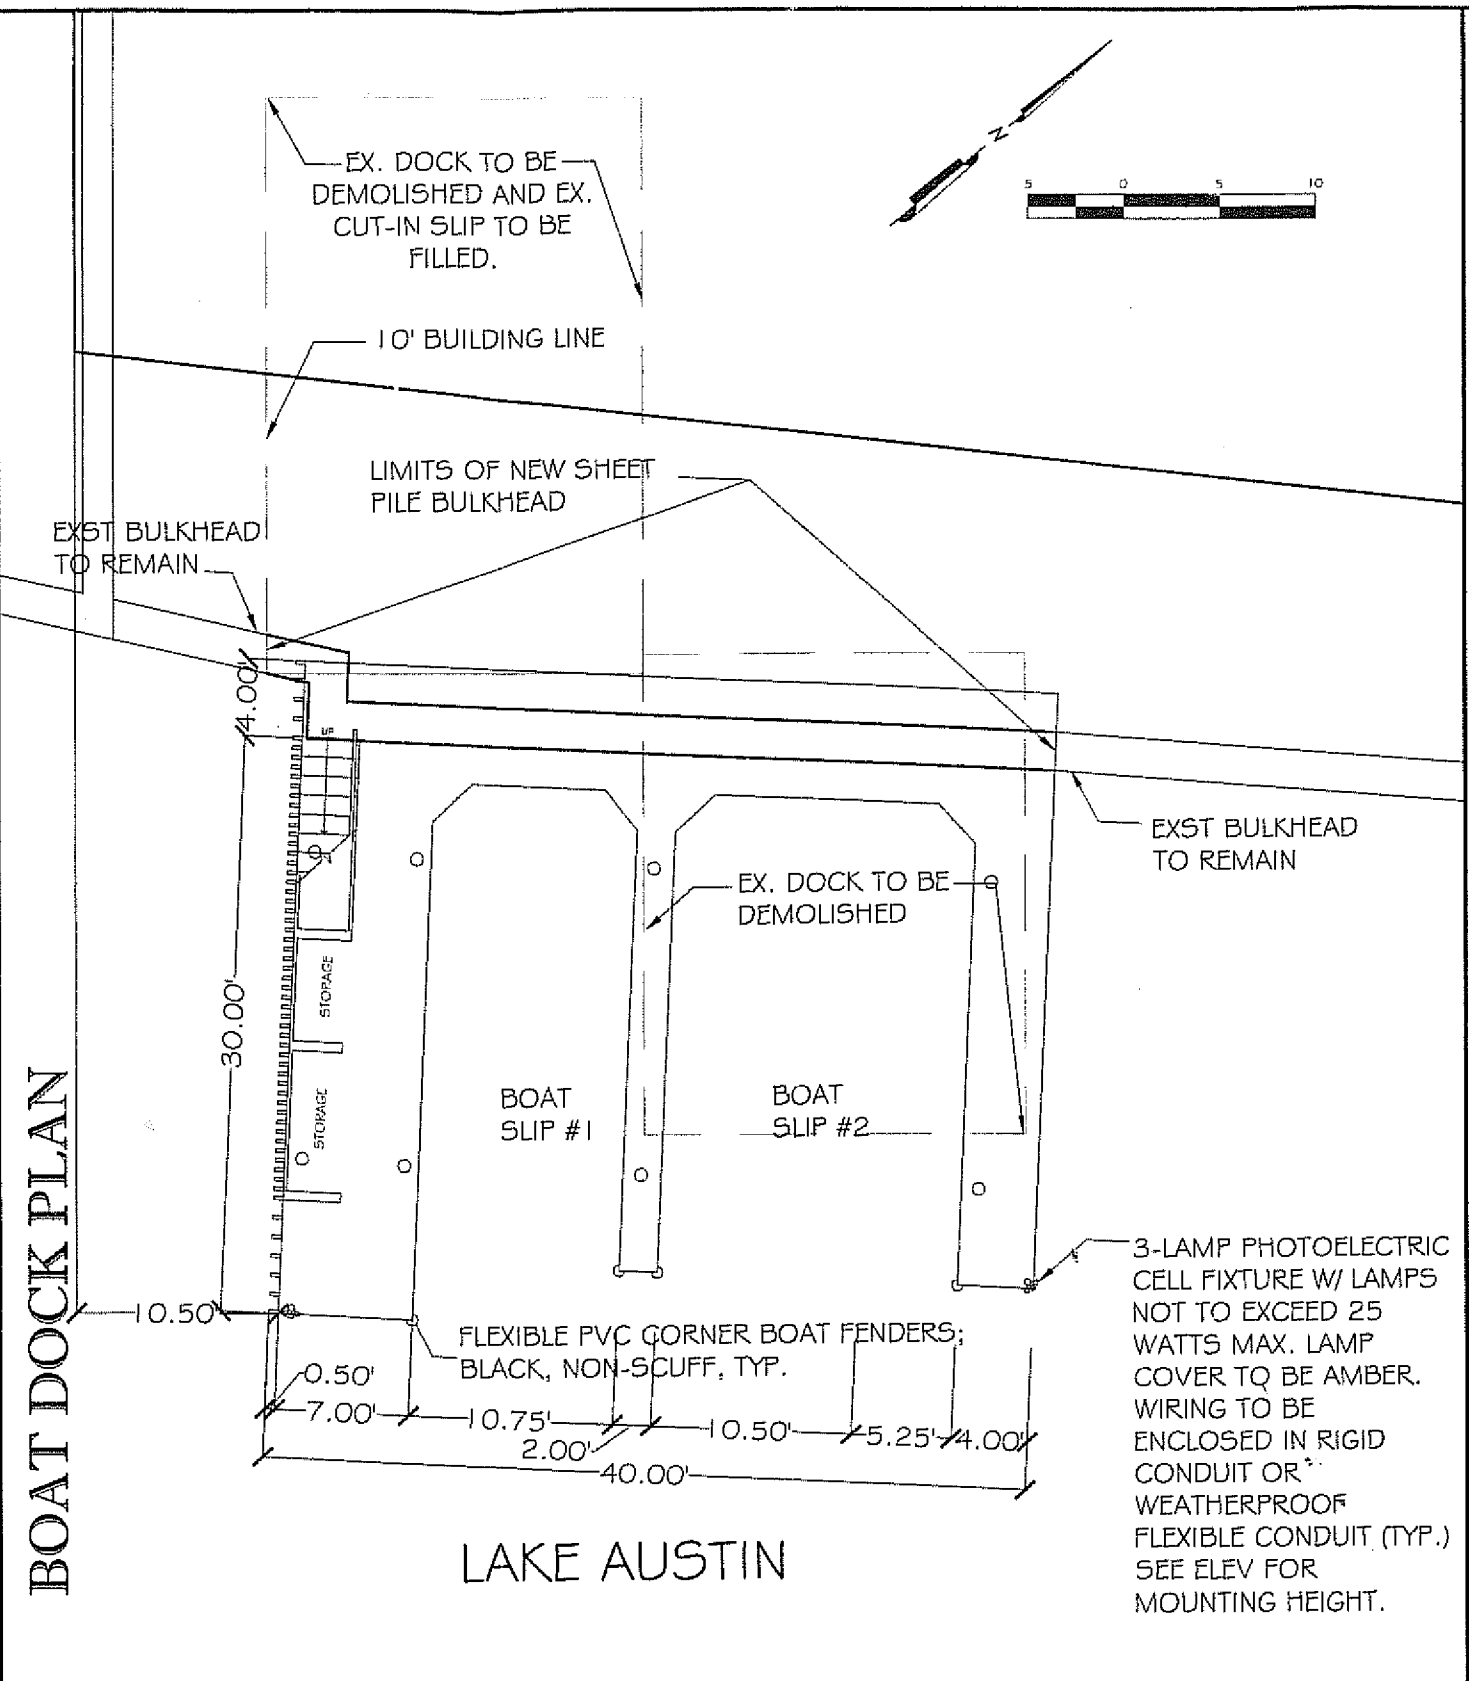 N
5 0 5 10
EX. DOCK TO BE
DEMOLISHED AND EX.
CUT-IN SLIP TO BE
FILLED.
10' BUILDING LINE
LIMITS OF NEW SHEET
PILE BULKHEAD
EXST BULKHEAD
TO REMAIN
4.00'
UP
EXST BULKHEAD
TO REMAIN
EX. DOCK TO BE
DEMOLISHED
STORAGE
30.00'
STORAGE
BOAT
SLIP #1
BOAT
SLIP #2
BOAT DOCK PLAN
3-LAMP PHOTOELECTRIC
CELL FIXTURE W/ LAMPS
NOT TO EXCEED 25
WATTS MAX. LAMP
COVER TO BE AMBER.
WIRING TO BE
ENCLOSED IN RIGID
CONDUIT OR
WEATHERPROOF
FLEXIBLE CONDUIT (TYP.)
SEE ELEV FOR
MOUNTING HEIGHT.
10.50'
FLEXIBLE PVC CORNER BOAT FENDERS;
BLACK, NON-SCUFF, TYP.
0.50'
7.00' 10.75' 2.00' 10.50' 5.25' 4.00'
40.00'
LAKE AUSTIN